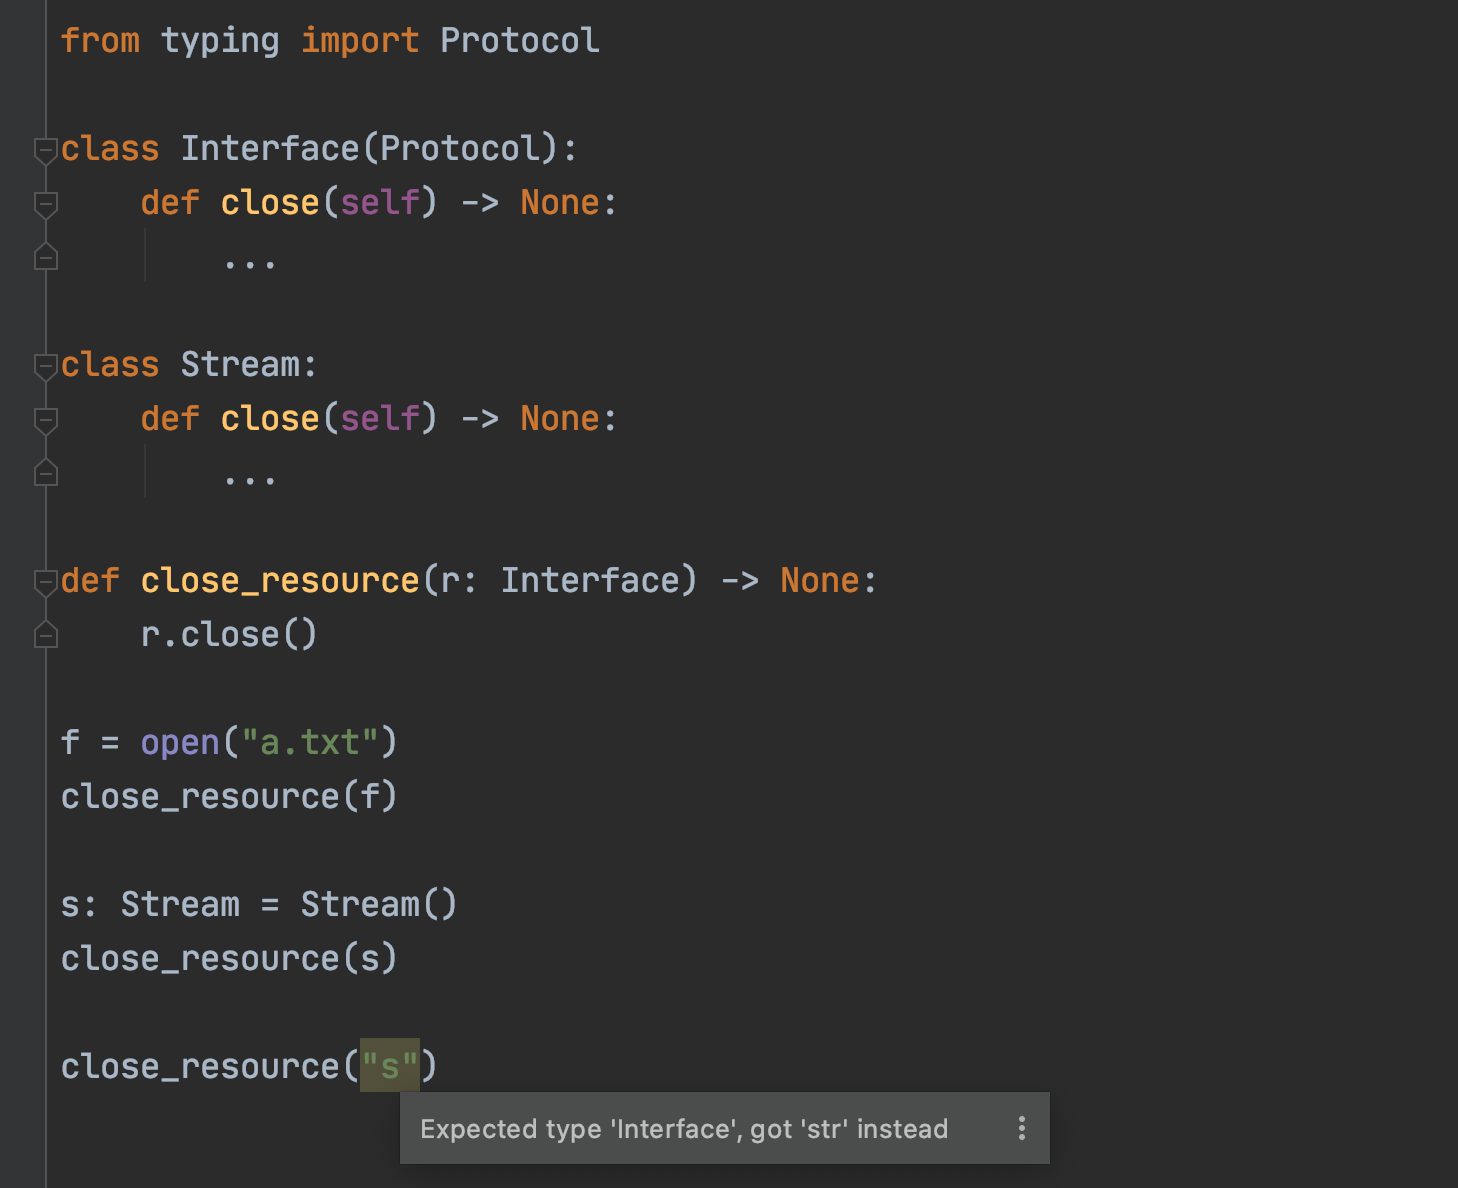 from typing import Protocol
class Interface(Protocol):
    def close(self) -> None:
        ...
class Stream:
    def close(self) -> None:
        ...
def close_resource(r: Interface) -> None:
    r.close()
f = open("a.txt")
close_resource(f)
s: Stream = Stream()
close_resource(s)
close_resource("s")
Expected type 'Interface', got 'str' instead